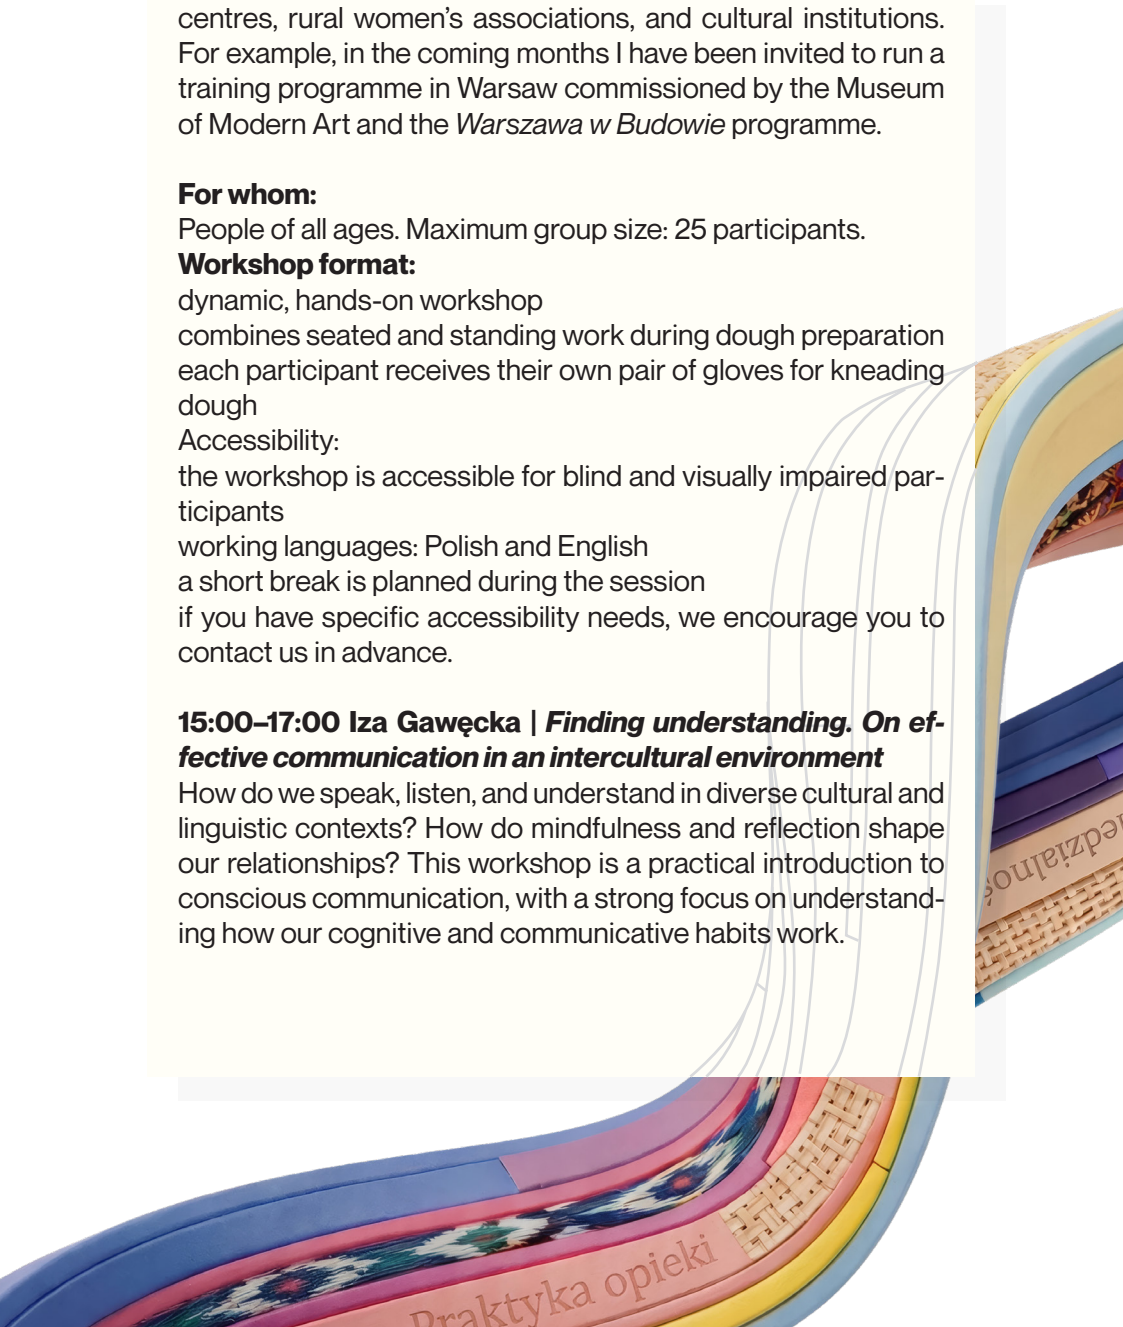 centres, rural women's associations, and cultural institutions.
For example, in the coming months I have been invited to run a
training programme in Warsaw commissioned by the Museum
of Modern Art and the Warszawa w Budowie programme.
For whom:
People of all ages. Maximum group size: 25 participants.
Workshop format:
dynamic, hands-on workshop
combines seated and standing work during dough preparation
each participant receives their own pair of gloves for kneading
dough
Accessibility:
the workshop is accessible for blind and visually impaired par-
ticipants
working languages: Polish and English
a short break is planned during the session
if you have specific accessibility needs, we encourage you to
contact us in advance.
15:00–17:00 Iza Gawęcka | Finding understanding. On ef-
fective communication in an intercultural environment
How do we speak, listen, and understand in diverse cultural and
linguistic contexts? How do mindfulness and reflection shape
our relationships? This workshop is a practical introduction to
conscious communication, with a strong focus on understand-
ing how our cognitive and communicative habits work.
Praktyka opieki